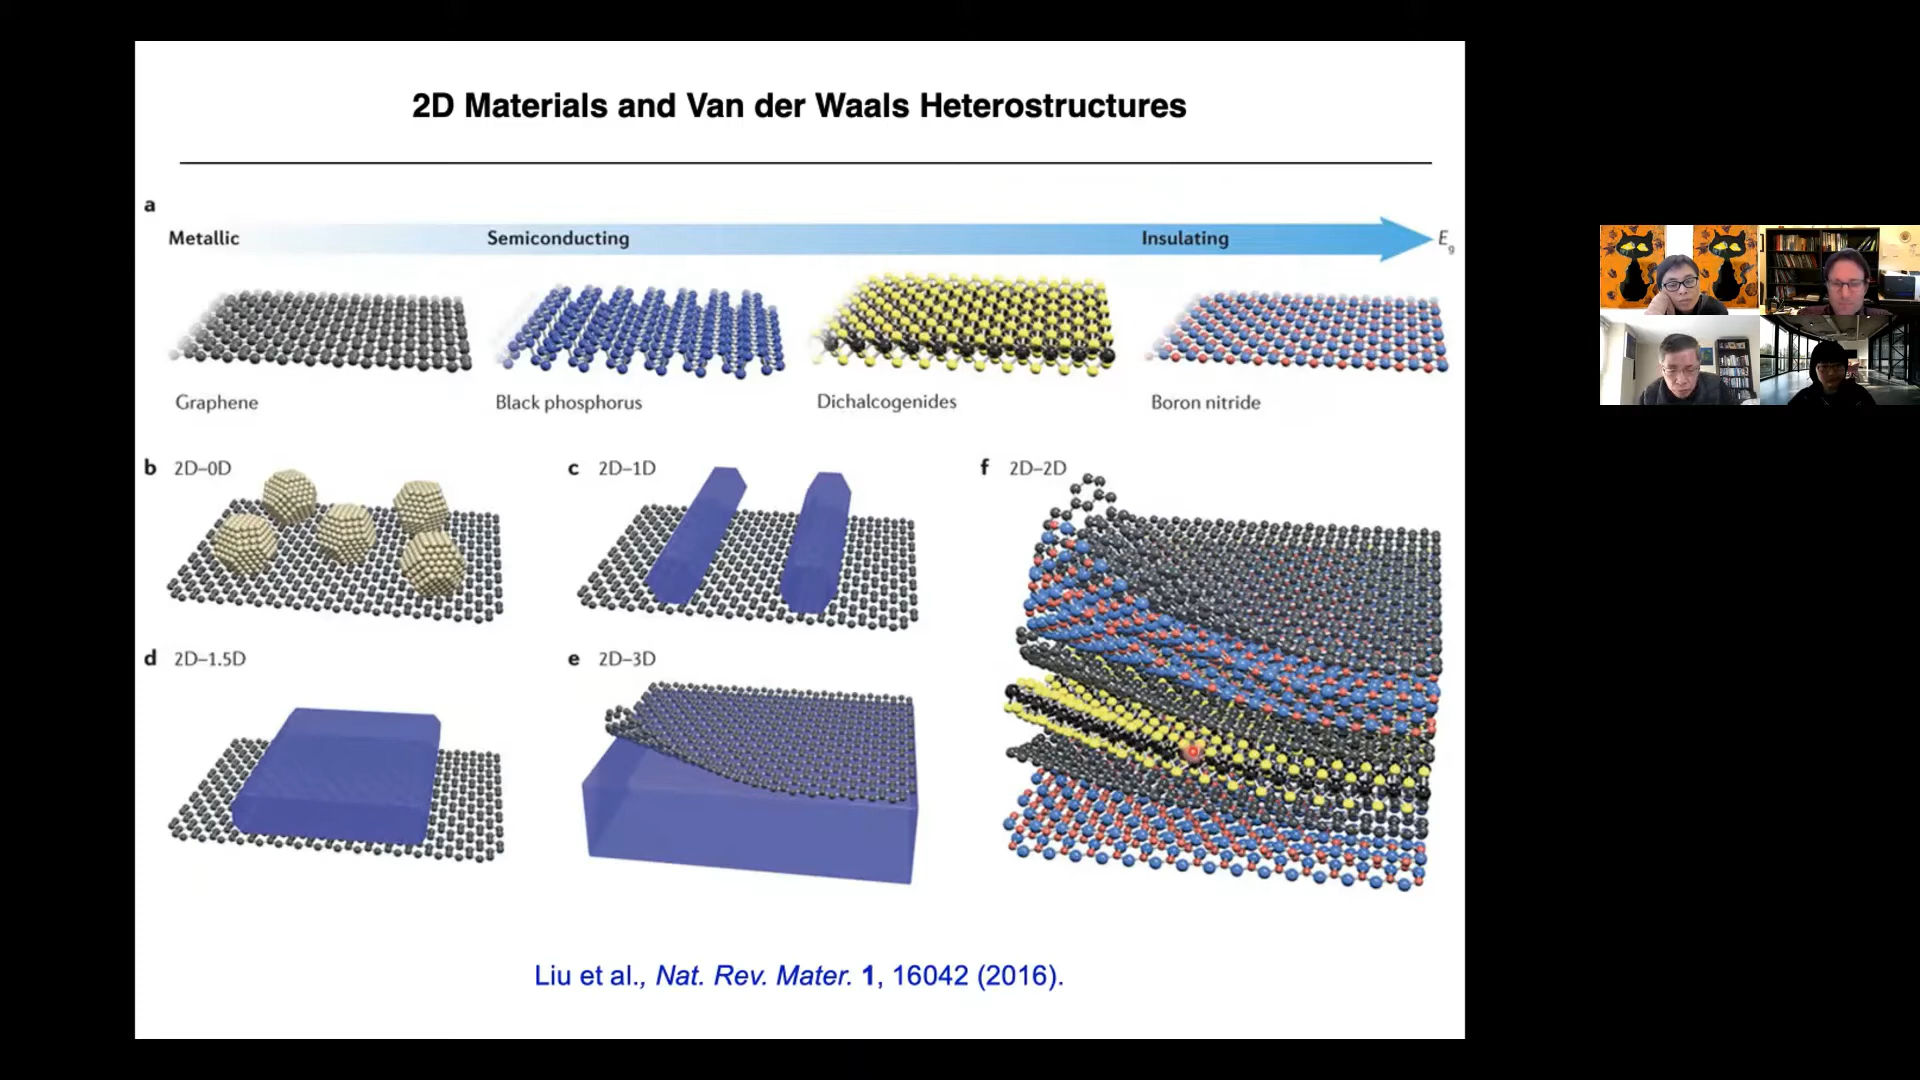 2D Materials and Van der Waals Heterostructures
a
Metallic Semiconducting Insulating Eg
Graphene Black phosphorus Dichalcogenides Boron nitride
b 2D–0D
c 2D–1D
f 2D–2D
d 2D–1.5D
e 2D–3D
Liu et al., Nat. Rev. Mater. 1, 16042 (2016).